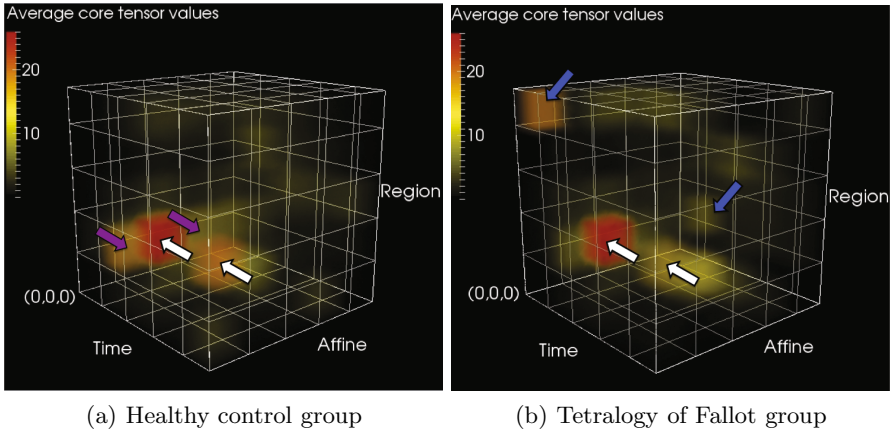 Average core tensor values
20
10
Region
(0,0,0)
Time
Affine
(a) Healthy control group
Average core tensor values
20
10
Region
(0,0,0)
Time
Affine
(b) Tetralogy of Fallot group